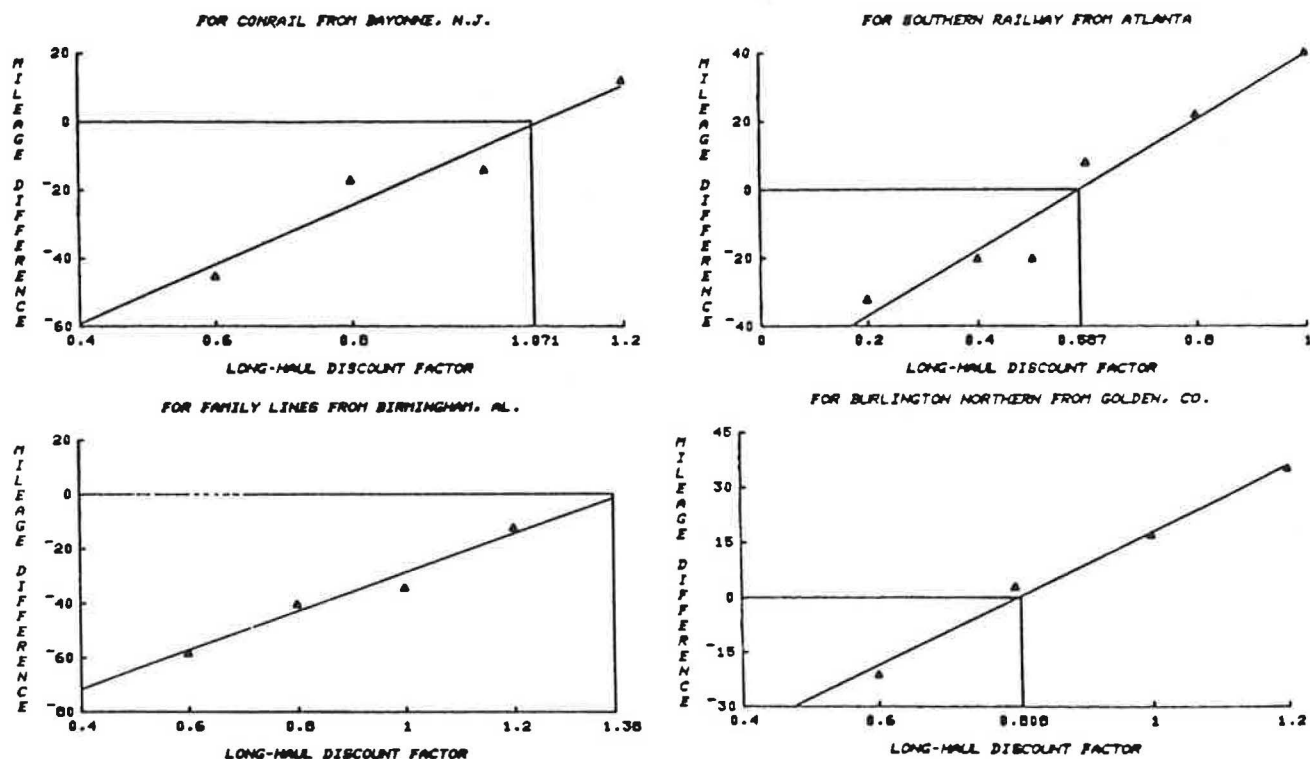 FOR CONRAIL FROM BAYONNE, N.J.
MILEAGE DIFFERENCE
20
0
-20
-40
-60
0.4 0.6 0.8 1.071 1.2
LONG-HAUL DISCOUNT FACTOR
FOR SOUTHERN RAILWAY FROM ATLANTA
MILEAGE DIFFERENCE
40
20
0
-20
-40
0 0.2 0.4 0.587 0.8 1
LONG-HAUL DISCOUNT FACTOR
FOR FAMILY LINES FROM BIRMINGHAM, AL.
MILEAGE DIFFERENCE
20
0
-20
-40
-60
-80
0.4 0.6 0.8 1 1.2 1.38
LONG-HAUL DISCOUNT FACTOR
FOR BURLINGTON NORTHERN FROM GOLDEN, CO.
MILEAGE DIFFERENCE
45
30
15
0
-15
-30
0.4 0.6 1 1.2
LONG-HAUL DISCOUNT FACTOR